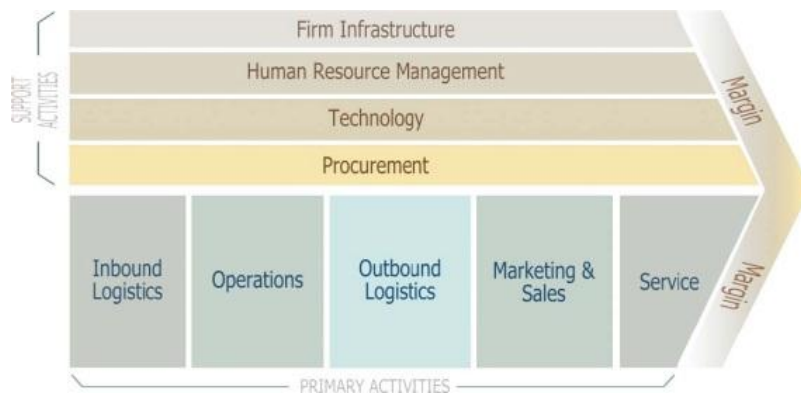 SUPPORT
ACTIVITIES
Firm Infrastructure
Human Resource Management
Technology
Procurement
Margin
Inbound
Logistics
Operations
Outbound
Logistics
Marketing &
Sales
Service
Margin
PRIMARY ACTIVITIES